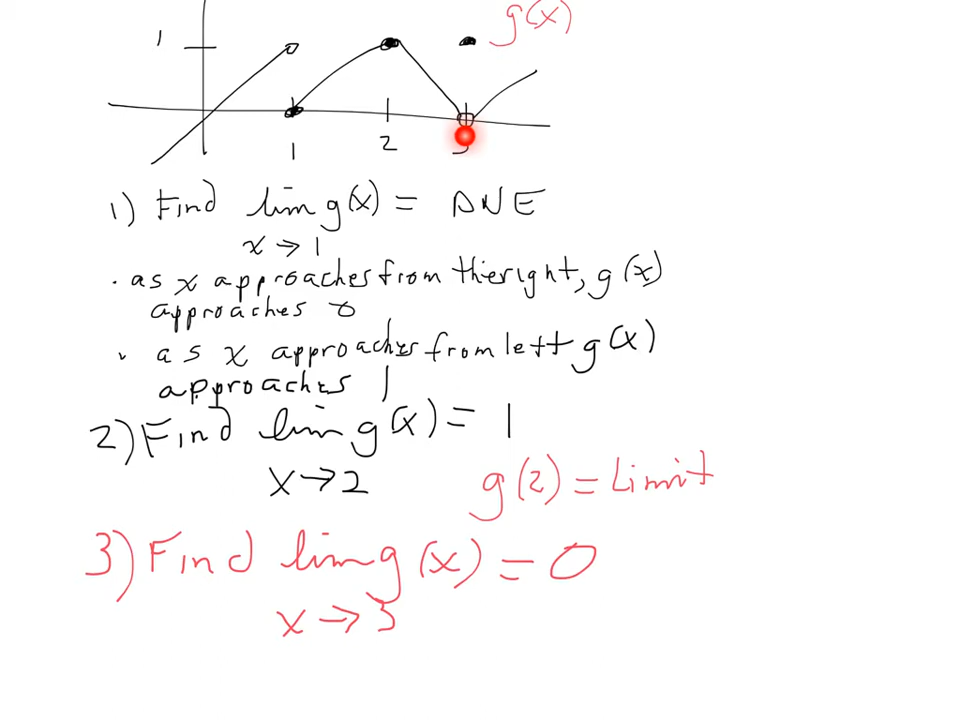 g(x)
1
1 2 3
1) Find lim g(x) = DNE
x → 1
· as x approaches from the right, g(x)
approaches 0
· as x approaches from left g(x)
approaches 1
2) Find lim g(x) = 1
x → 2
g(2) = Limit
3) Find lim g(x) = 0
x → 3